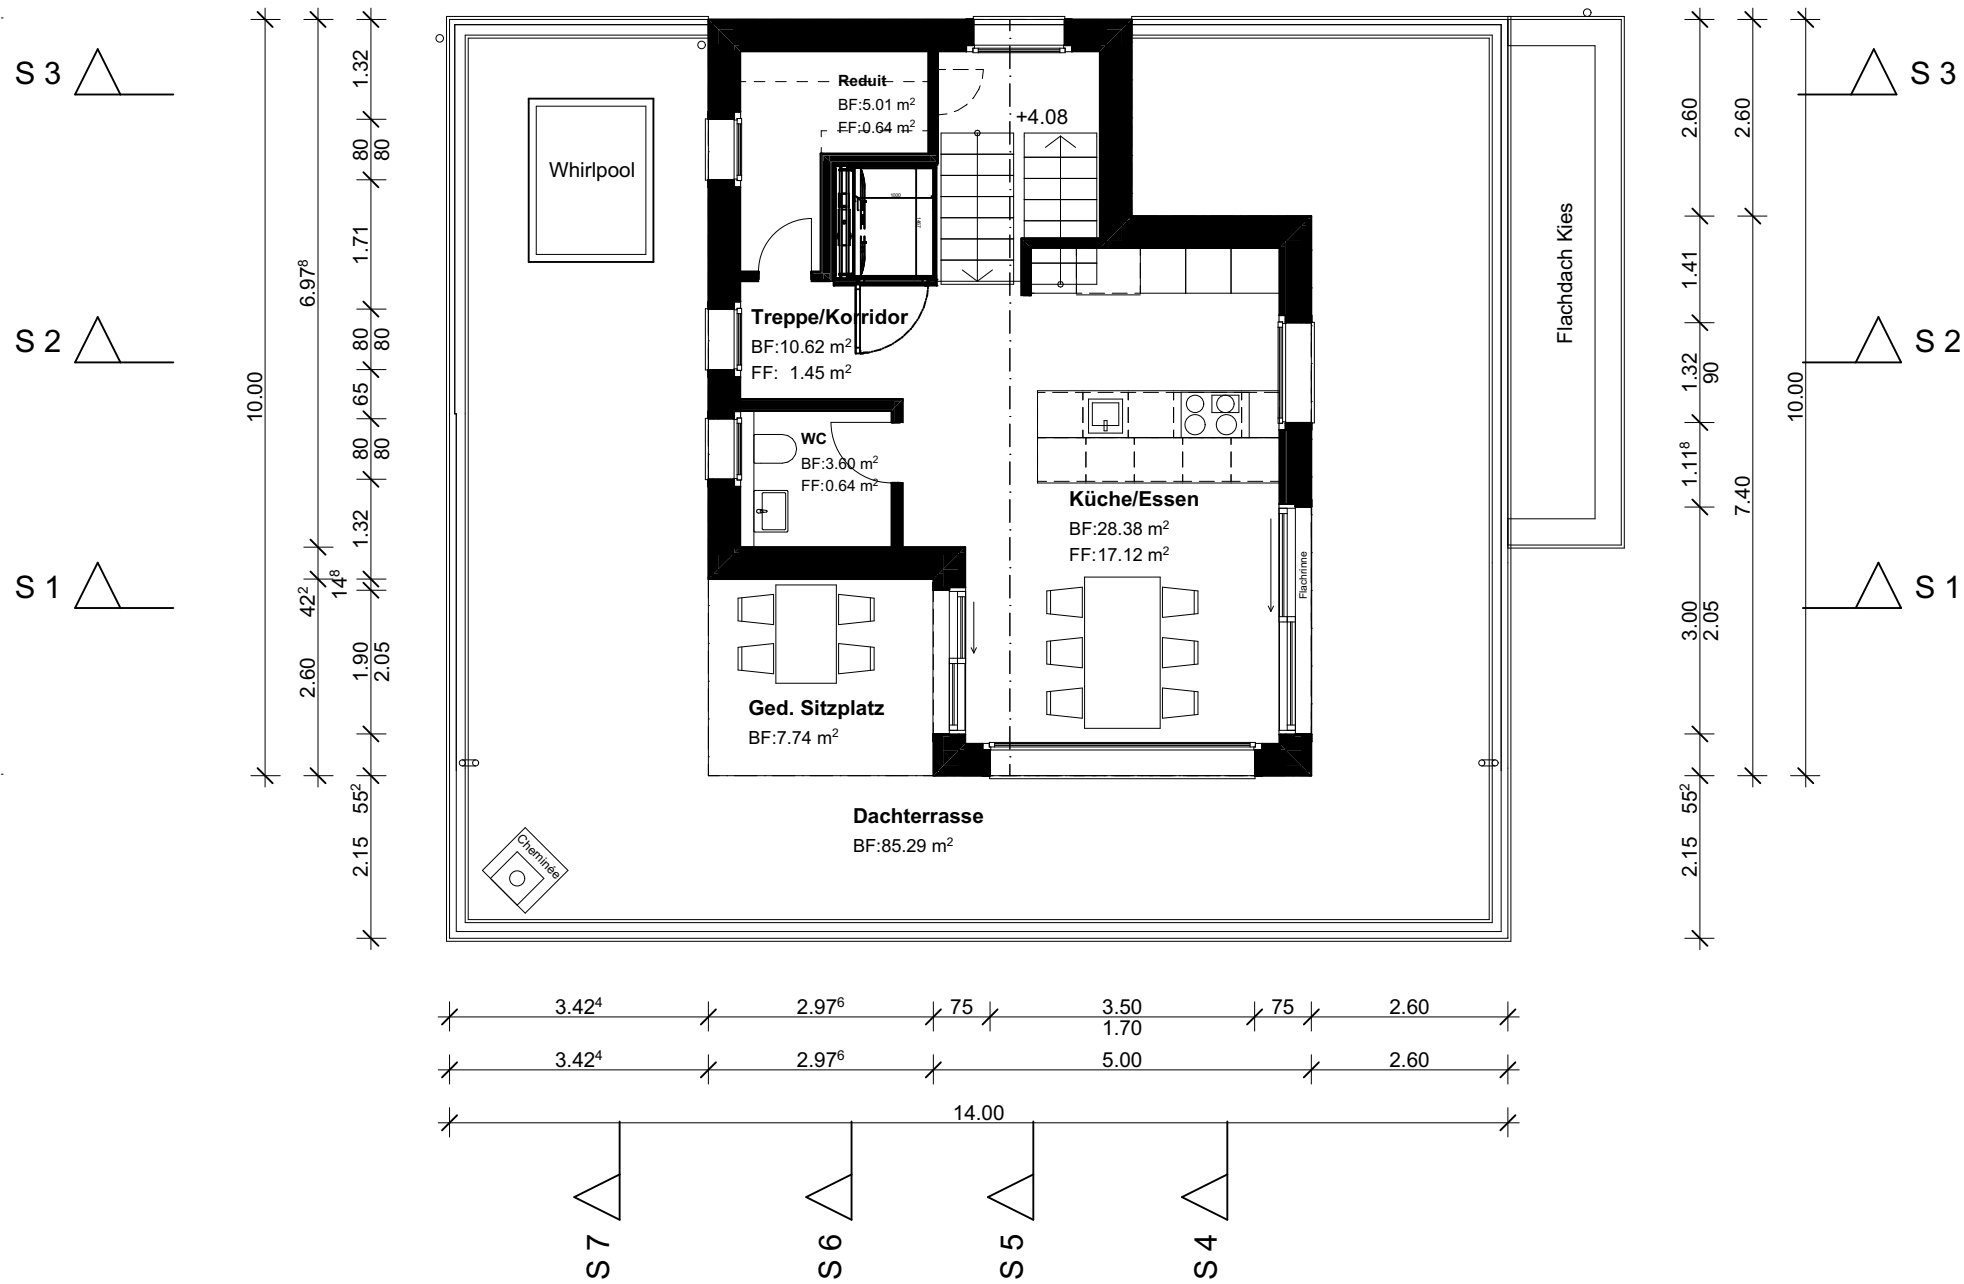 S 3
S 2
S 1
10.00
6.97⁸
42²
2.60
14⁸
1.32
80
80
1.71
80
80
65
80
80
1.32
1.90
2.05
55²
2.15
Whirlpool
Reduit
BF:5.01 m²
FF:0.64 m²
+4.08
1000
Treppe/Korridor
BF:10.62 m²
FF: 1.45 m²
WC
BF:3.60 m²
FF:0.64 m²
Küche/Essen
BF:28.38 m²
FF:17.12 m²
Flachrinne
Ged. Sitzplatz
BF:7.74 m²
Dachterrasse
BF:85.29 m²
Cheminée
Flachdach Kies
2.60
1.41
1.32
90
1.11⁸
3.00
2.05
55²
2.15
2.60
7.40
10.00
S 3
S 2
S 1
3.42⁴
2.97⁶
75
3.50
1.70
75
2.60
3.42⁴
2.97⁶
5.00
2.60
14.00
S 7
S 6
S 5
S 4